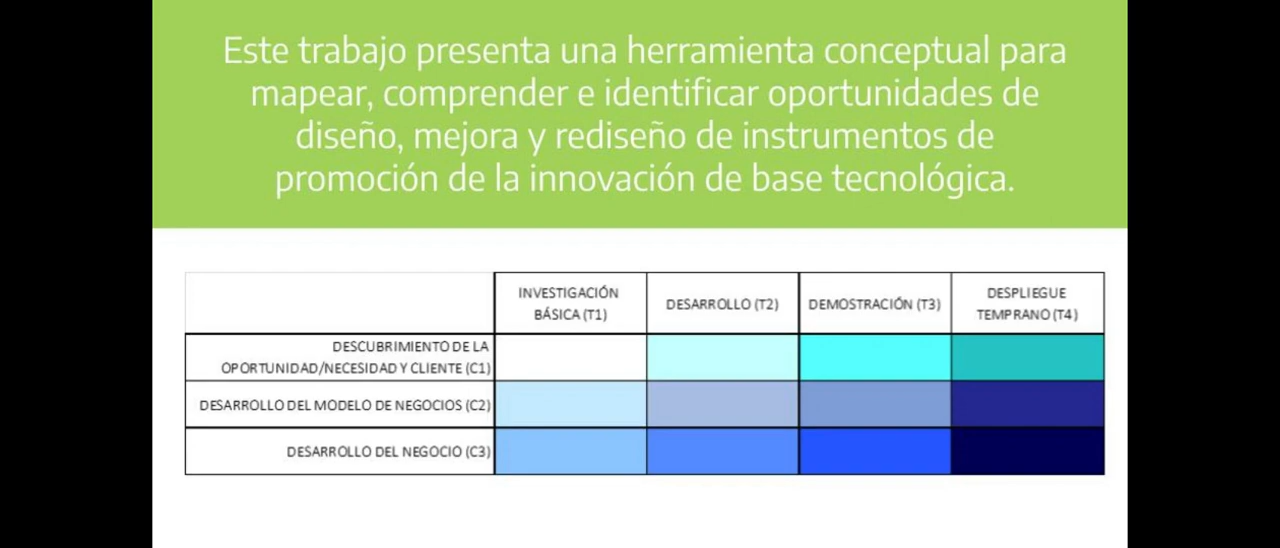 Este trabajo presenta una herramienta conceptual para
mapear, comprender e identificar oportunidades de
diseño, mejora y rediseño de instrumentos de
promoción de la innovación de base tecnológica.
INVESTIGACIÓN
BÁSICA (T1)
DESARROLLO (T2)
DEMOSTRACIÓN (T3)
DESPLIEGUE
TEMPRANO (T4)
DESCUBRIMIENTO DE LA
OPORTUNIDAD/NECESIDAD Y CLIENTE (C1)
DESARROLLO DEL MODELO DE NEGOCIOS (C2)
DESARROLLO DEL NEGOCIO (C3)